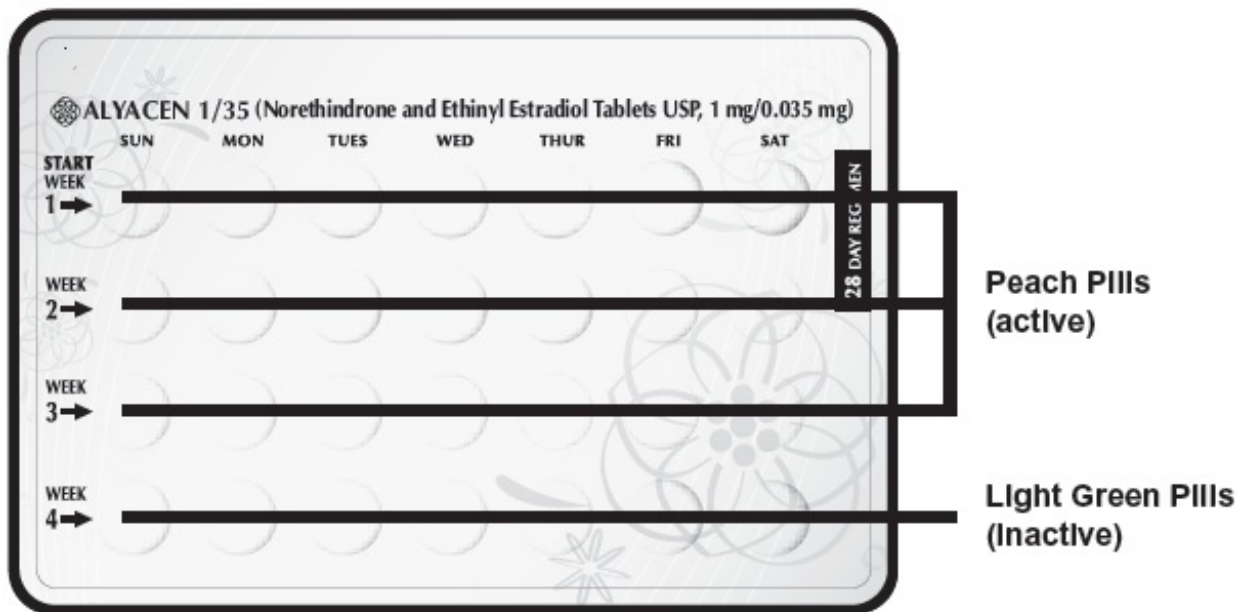 ALYACEN 1/35 (Norethindrone and Ethinyl Estradiol Tablets USP, 1 mg/0.035 mg)
SUN MON TUES WED THUR FRI SAT
START
WEEK
1
WEEK
2
WEEK
3
WEEK
4
28 DAY REG MEN
Peach Pills
(active)
Light Green Pills
(Inactive)